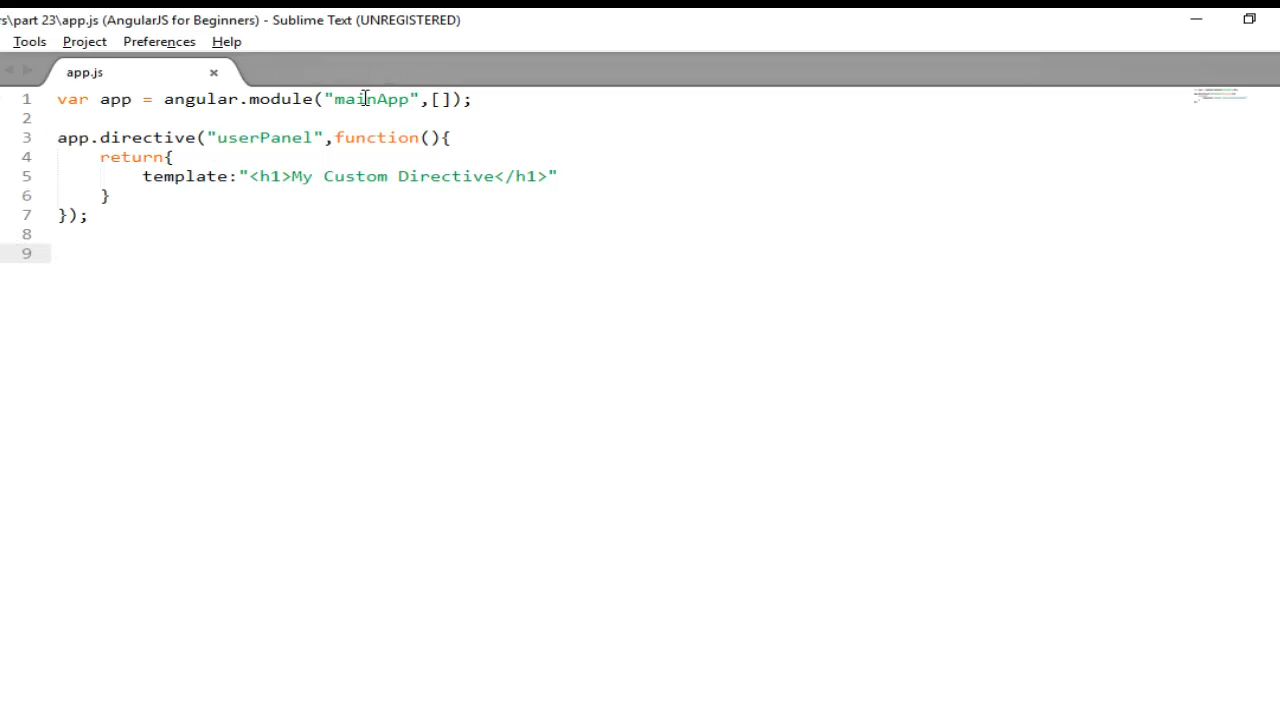 rs\part 23\app.js (AngularJS for Beginners) - Sublime Text (UNREGISTERED)
Tools Project Preferences Help
app.js
1 var app = angular.module("mainApp",[]);
2
3 app.directive("userPanel",function(){
4 return{
5 template:"<h1>My Custom Directive</h1>"
6 }
7 });
8
9